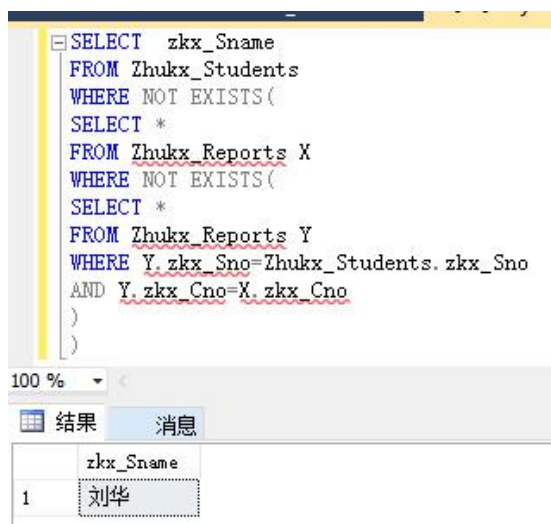 SELECT zkx_Sname
FROM Zhukx_Students
WHERE NOT EXISTS(
SELECT *
FROM Zhukx_Reports X
WHERE NOT EXISTS(
SELECT *
FROM Zhukx_Reports Y
WHERE Y.zkx_Sno=Zhukx_Students.zkx_Sno
AND Y.zkx_Cno=X.zkx_Cno
)
)
100 %
结果 消息
zkx_Sname
1 刘华